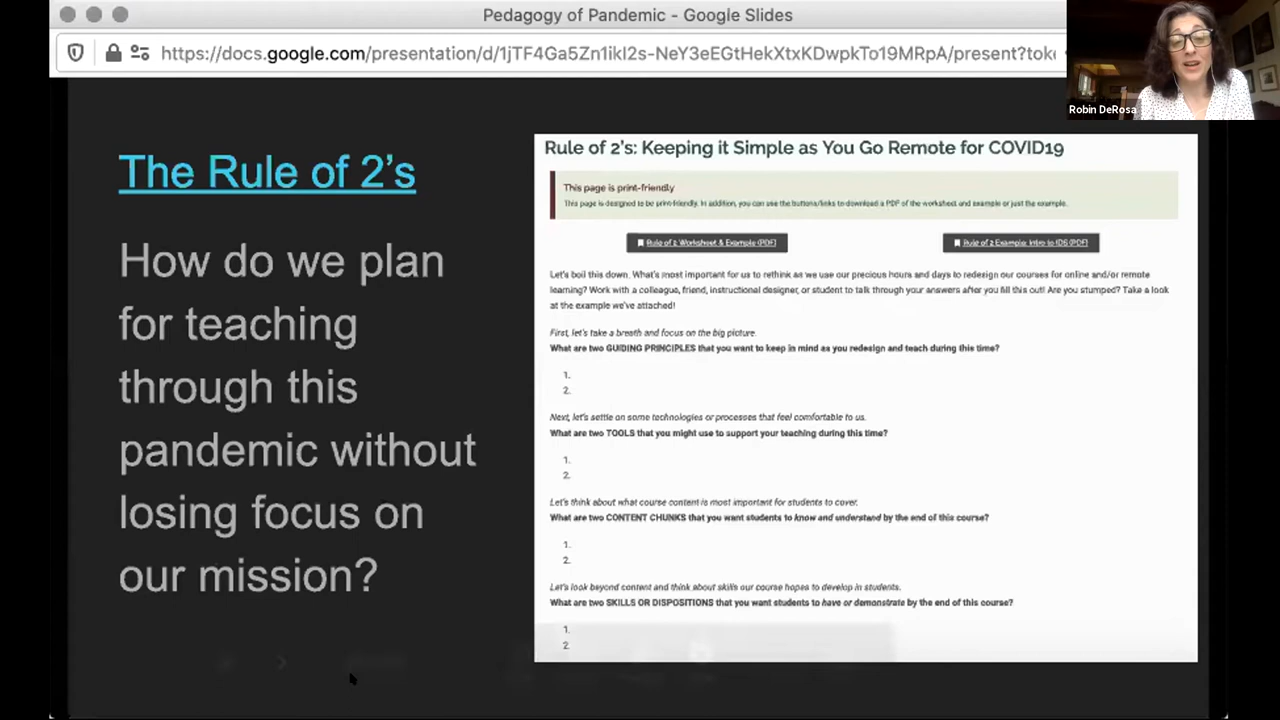 Pedagogy of Pandemic - Google Slides
https://docs.google.com/presentation/d/1jTF4Ga5Zn1ikI2s-NeY3eEGtHekXtxKDwpkTo19MRpA/present?toke
Robin DeRosa
The Rule of 2’s
How do we plan
for teaching
through this
pandemic without
losing focus on
our mission?
Rule of 2’s: Keeping it Simple as You Go Remote for COVID19
This page is print-friendly
This page is designed to be print-friendly. In addition, you can use the buttons/links to download a PDF of the worksheet and example or just the example.
Rule of 2 Worksheet & Example (PDF)
Rule of 2 Example: Intro to IDS (PDF)
Let’s boil this down. What’s most important for us to rethink as we use our precious hours and days to redesign our courses for online and/or remote
learning? Work with a colleague, friend, instructional designer, or student to talk through your answers after you fill this out! Are you stumped? Take a look
at the example we’ve attached!
First, let’s take a breath and focus on the big picture.
What are two GUIDING PRINCIPLES that you want to keep in mind as you redesign and teach during this time?
1.
2.
Next, let’s settle on some technologies or processes that feel comfortable to us.
What are two TOOLS that you might use to support your teaching during this time?
1.
2.
Let’s think about what course content is most important for students to cover.
What are two CONTENT CHUNKS that you want students to know and understand by the end of this course?
1.
2.
Let’s look beyond content and think about skills our course hopes to develop in students.
What are two SKILLS OR DISPOSITIONS that you want students to have or demonstrate by the end of this course?
1.
2.